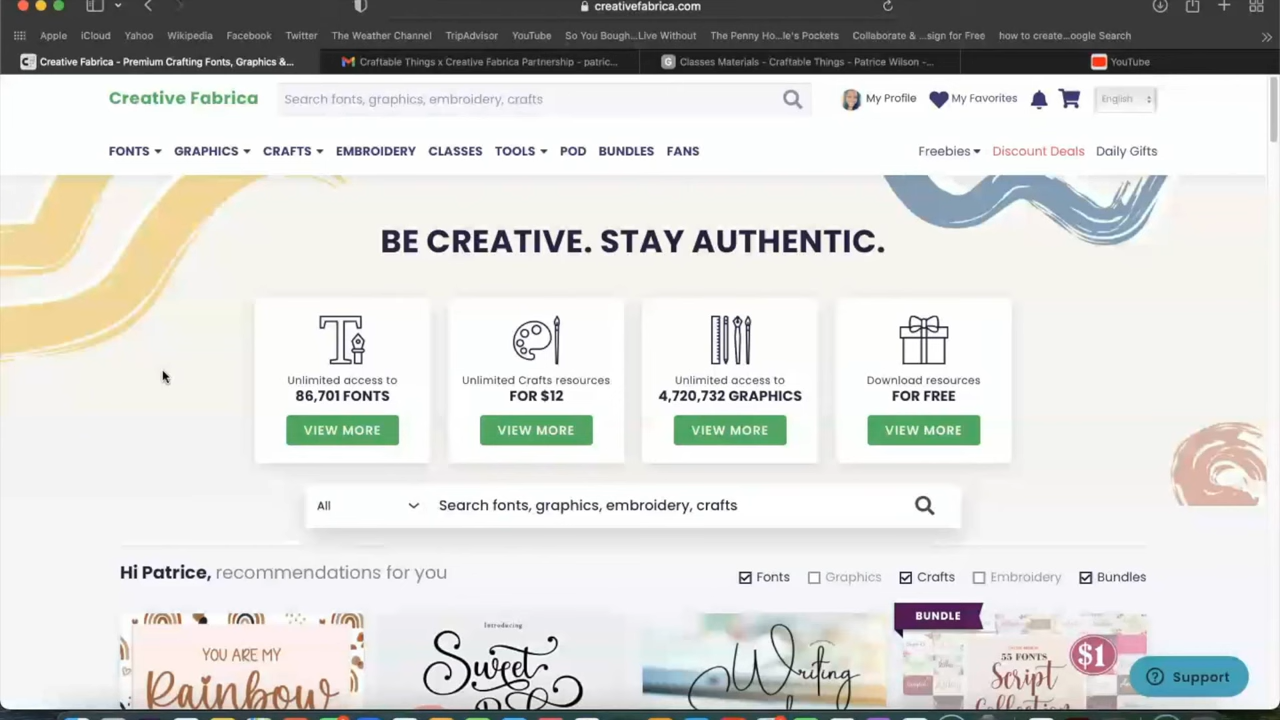 creativefabrica.com
Apple iCloud Yahoo Wikipedia Facebook Twitter The Weather Channel TripAdvisor YouTube So You Bough...Live Without The Penny Ho...le's Pockets Collaborate & ...sign for Free how to create...oogle Search
Creative Fabrica - Premium Crafting Fonts, Graphics &... Craftable Things x Creative Fabrica Partnership - patric... Classes Materials - Craftable Things - Patrice Wilson -... YouTube
Creative Fabrica Search fonts, graphics, embroidery, crafts My Profile My Favorites English
FONTS GRAPHICS CRAFTS EMBROIDERY CLASSES TOOLS POD BUNDLES FANS Freebies Discount Deals Daily Gifts
BE CREATIVE. STAY AUTHENTIC.
Unlimited access to
86,701 FONTS
VIEW MORE
Unlimited Crafts resources
FOR $12
VIEW MORE
Unlimited access to
4,720,732 GRAPHICS
VIEW MORE
Download resources
FOR FREE
VIEW MORE
All Search fonts, graphics, embroidery, crafts
Hi Patrice, recommendations for you Fonts Graphics Crafts Embroidery Bundles
YOU ARE MY
Rainbow
Introducing
Sweet
Writing
BUNDLE
55 FONTS
Script
Collection
$1
Support